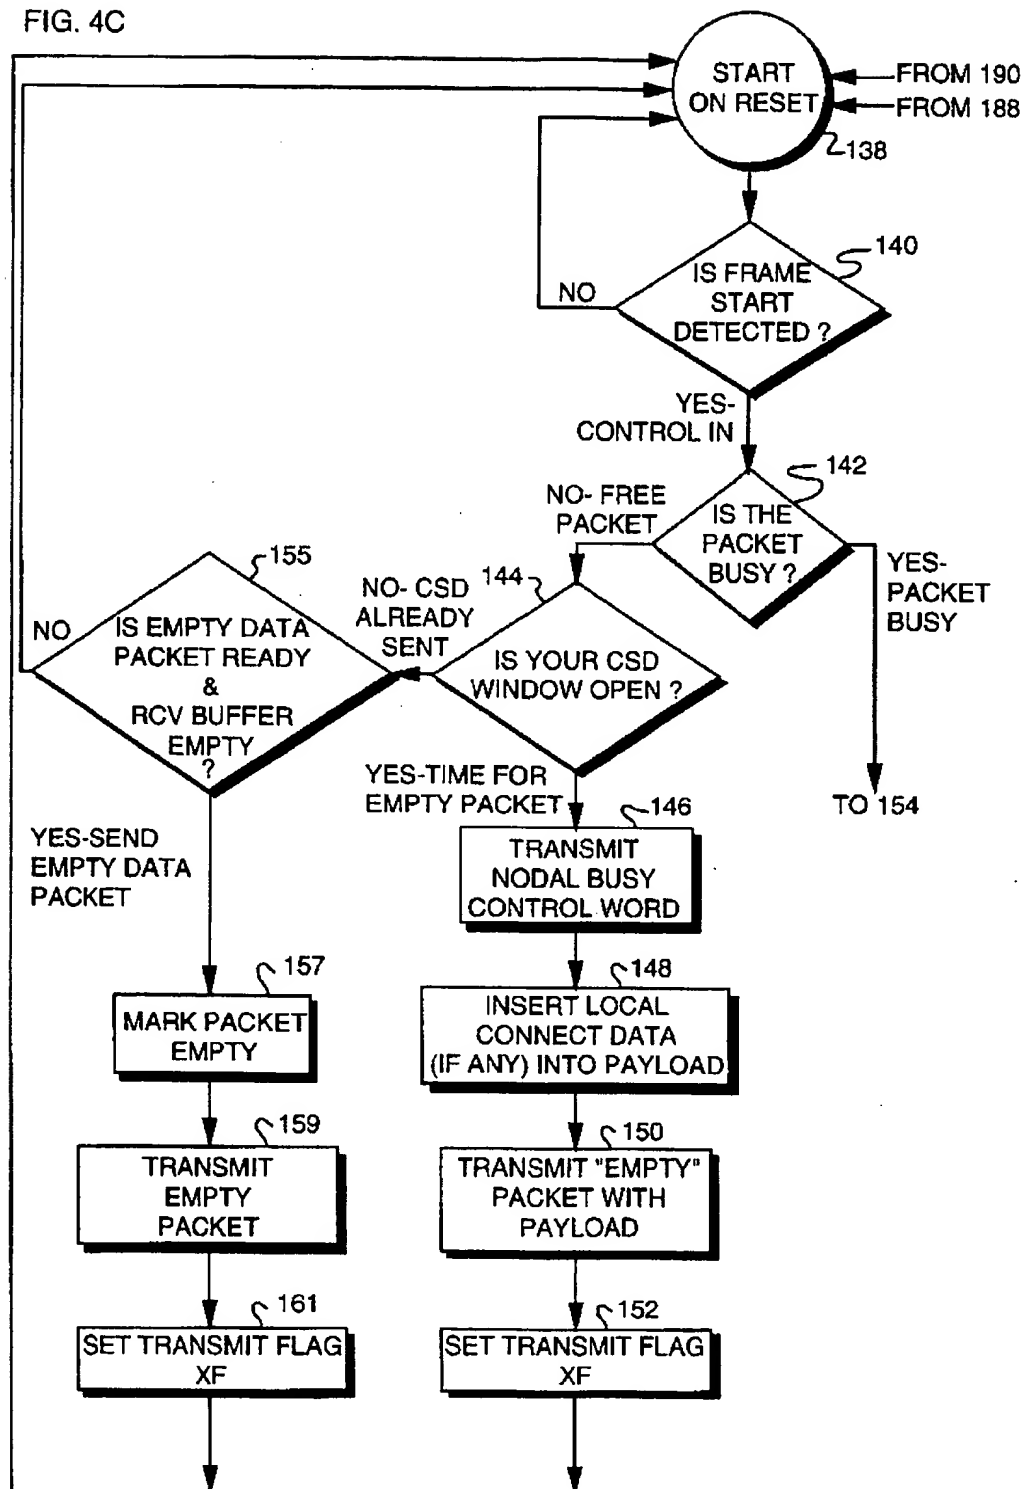 FIG. 4C
START
ON RESET
FROM 190
FROM 188
138
140
IS FRAME
START
DETECTED ?
NO
YES-
CONTROL IN
142
NO- FREE
PACKET
IS THE
PACKET
BUSY ?
YES-
PACKET
BUSY
155
144
NO- CSD
ALREADY
SENT
NO
IS EMPTY DATA
PACKET READY
&
RCV BUFFER
EMPTY
?
IS YOUR CSD
WINDOW OPEN ?
YES-TIME FOR
EMPTY PACKET
TO 154
146
TRANSMIT
NODAL BUSY
CONTROL WORD
YES-SEND
EMPTY DATA
PACKET
157
MARK PACKET
EMPTY
148
INSERT LOCAL
CONNECT DATA
(IF ANY) INTO PAYLOAD
159
TRANSMIT
EMPTY
PACKET
150
TRANSMIT "EMPTY"
PACKET WITH
PAYLOAD
161
SET TRANSMIT FLAG
XF
152
SET TRANSMIT FLAG
XF